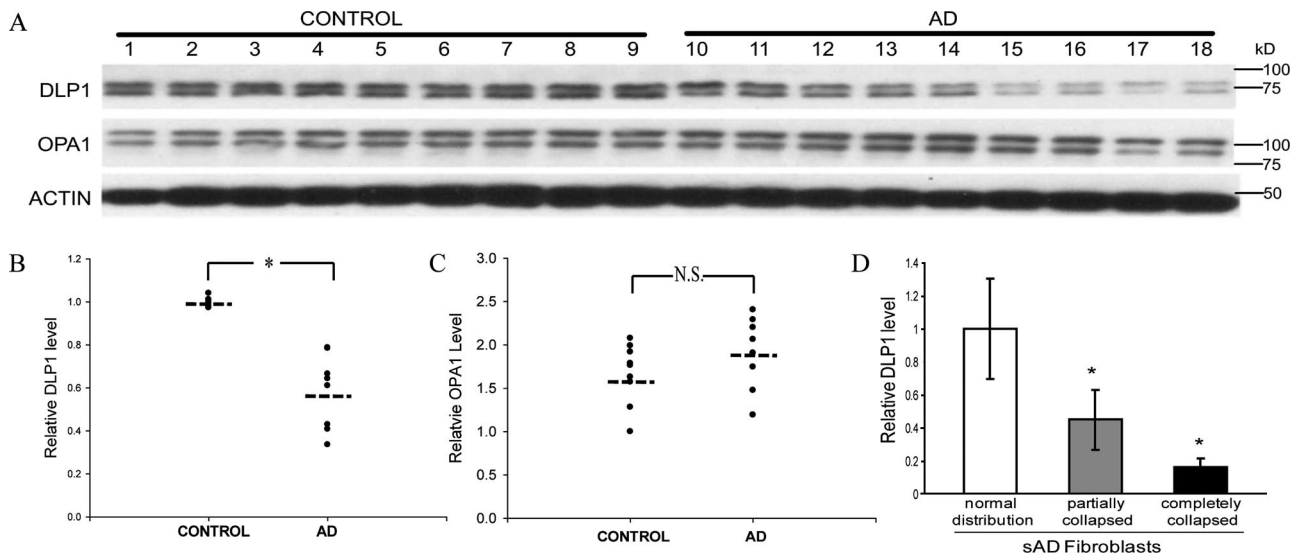 A
CONTROL AD
1 2 3 4 5 6 7 8 9 10 11 12 13 14 15 16 17 18 kD
DLP1
100
75
OPA1
100
75
ACTIN
50
B
Relative DLP1 level
1.2
1.0
0.8
0.6
0.4
0.2
0.0
*
CONTROL AD
C
Relatvie OPA1 Level
3.0
2.5
2.0
1.5
1.0
0.5
0.0
N.S.
CONTROL AD
D
Relative DLP1 level
1.4
1.2
1
0.8
0.6
0.4
0.2
0
*
*
normal partially completely
distribution collapsed collapsed
sAD Fibroblasts